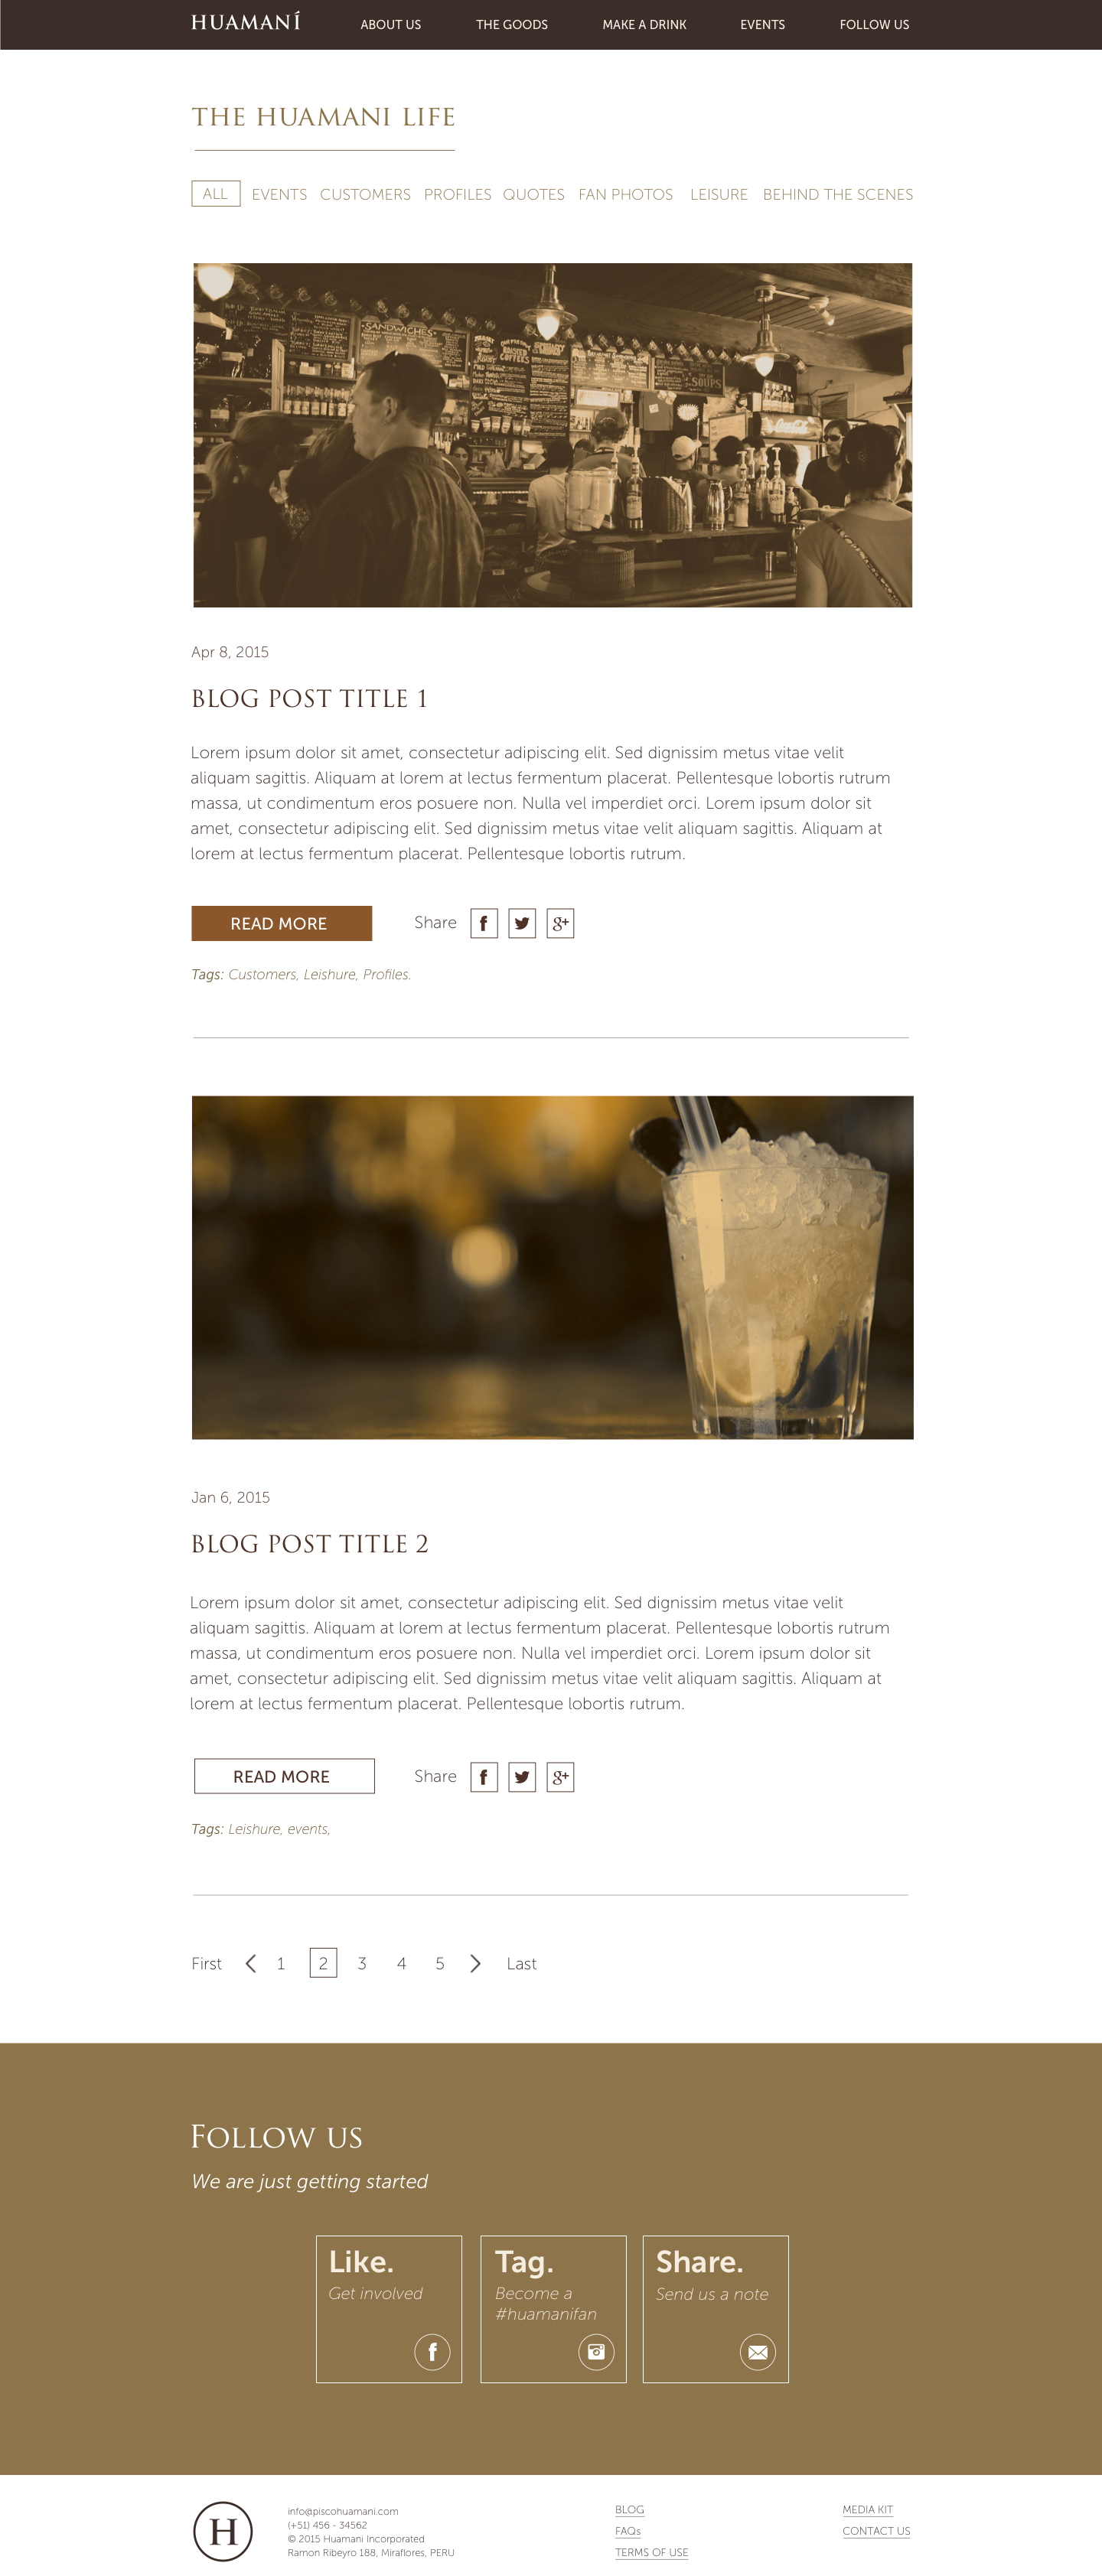 HUAMANÍ ABOUT US THE GOODS MAKE A DRINK EVENTS FOLLOW US
THE HUAMANI LIFE
ALL EVENTS CUSTOMERS PROFILES QUOTES FAN PHOTOS LEISURE BEHIND THE SCENES
SANDWICHES
SOUPS
Coca-Cola
Apr 8, 2015
BLOG POST TITLE 1
Lorem ipsum dolor sit amet, consectetur adipiscing elit. Sed dignissim metus vitae velit
aliquam sagittis. Aliquam at lorem at lectus fermentum placerat. Pellentesque lobortis rutrum
massa, ut condimentum eros posuere non. Nulla vel imperdiet orci. Lorem ipsum dolor sit
amet, consectetur adipiscing elit. Sed dignissim metus vitae velit aliquam sagittis. Aliquam at
lorem at lectus fermentum placerat. Pellentesque lobortis rutrum.
READ MORE Share f g+
Tags: Customers, Leishure, Profiles.
Jan 6, 2015
BLOG POST TITLE 2
Lorem ipsum dolor sit amet, consectetur adipiscing elit. Sed dignissim metus vitae velit
aliquam sagittis. Aliquam at lorem at lectus fermentum placerat. Pellentesque lobortis rutrum
massa, ut condimentum eros posuere non. Nulla vel imperdiet orci. Lorem ipsum dolor sit
amet, consectetur adipiscing elit. Sed dignissim metus vitae velit aliquam sagittis. Aliquam at
lorem at lectus fermentum placerat. Pellentesque lobortis rutrum.
READ MORE Share f g+
Tags: Leishure, events,
First 1 2 3 4 5 Last
FOLLOW US
We are just getting started
Like.
Get involved
f
Tag.
Become a
#huamanifan
Share.
Send us a note
H
info@piscohuamani.com
(+51) 456 - 34562
© 2015 Huamani Incorporated
Ramon Ribeyro 188, Miraflores, PERU
BLOG
FAQs
TERMS OF USE
MEDIA KIT
CONTACT US